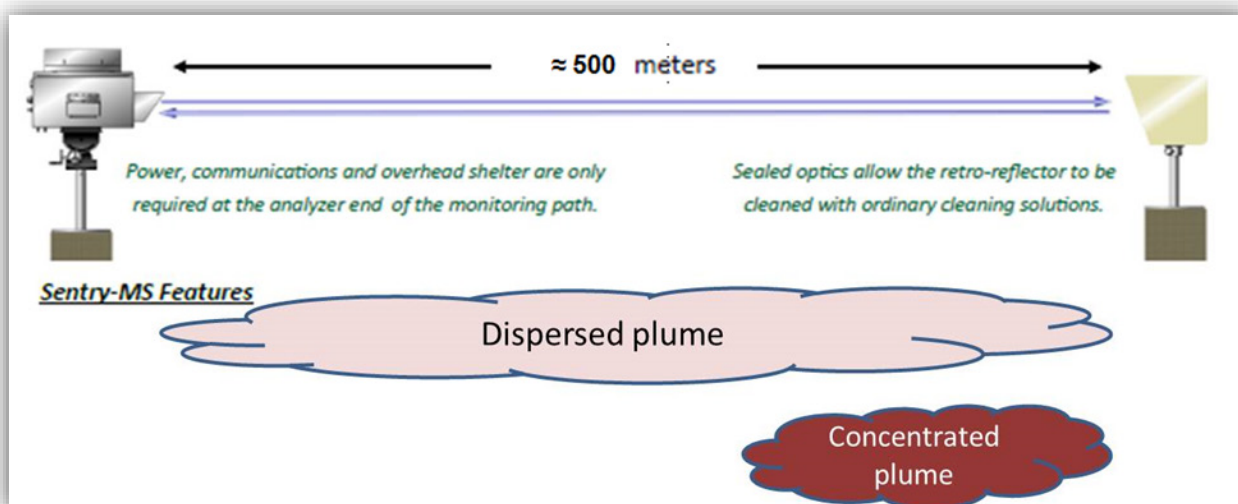 ≈ 500 meters
Power, communications and overhead shelter are only
required at the analyzer end of the monitoring path.
Sealed optics allow the retro-reflector to be
cleaned with ordinary cleaning solutions.
Sentry-MS Features
Dispersed plume
Concentrated
plume